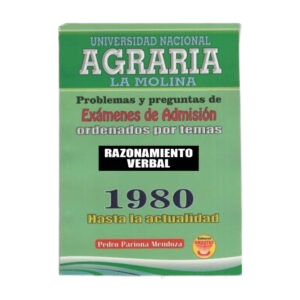 UNIVERSIDAD NACIONAL
AGRARIA
LA MOLINA
Problemas y preguntas de
Exámenes de Admisión
ordenados por temas
RAZONAMIENTO
VERBAL
1980
Hasta la actualidad
Pedro Pariona Mendoza